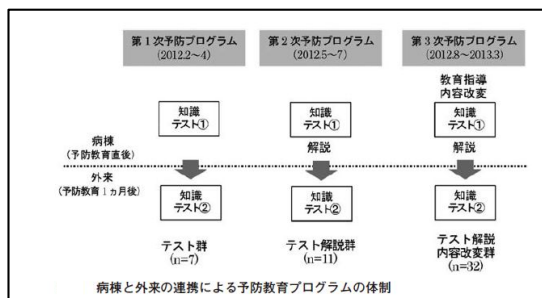 第1次予防プログラム
(2012.2～4)
第2次予防プログラム
(2012.5～7)
第3次予防プログラム
(2012.8～2013.3)
教育指導
内容改変
知識
テスト①
知識
テスト①
知識
テスト①
解説
解説
病棟
(予防教育直後)
外来
(予防教育1ヵ月後)
知識
テスト②
知識
テスト②
知識
テスト②
テスト群
(n=7)
テスト解説群
(n=11)
テスト解説
内容改変群
(n=32)
病棟と外来の連携による予防教育プログラムの体制